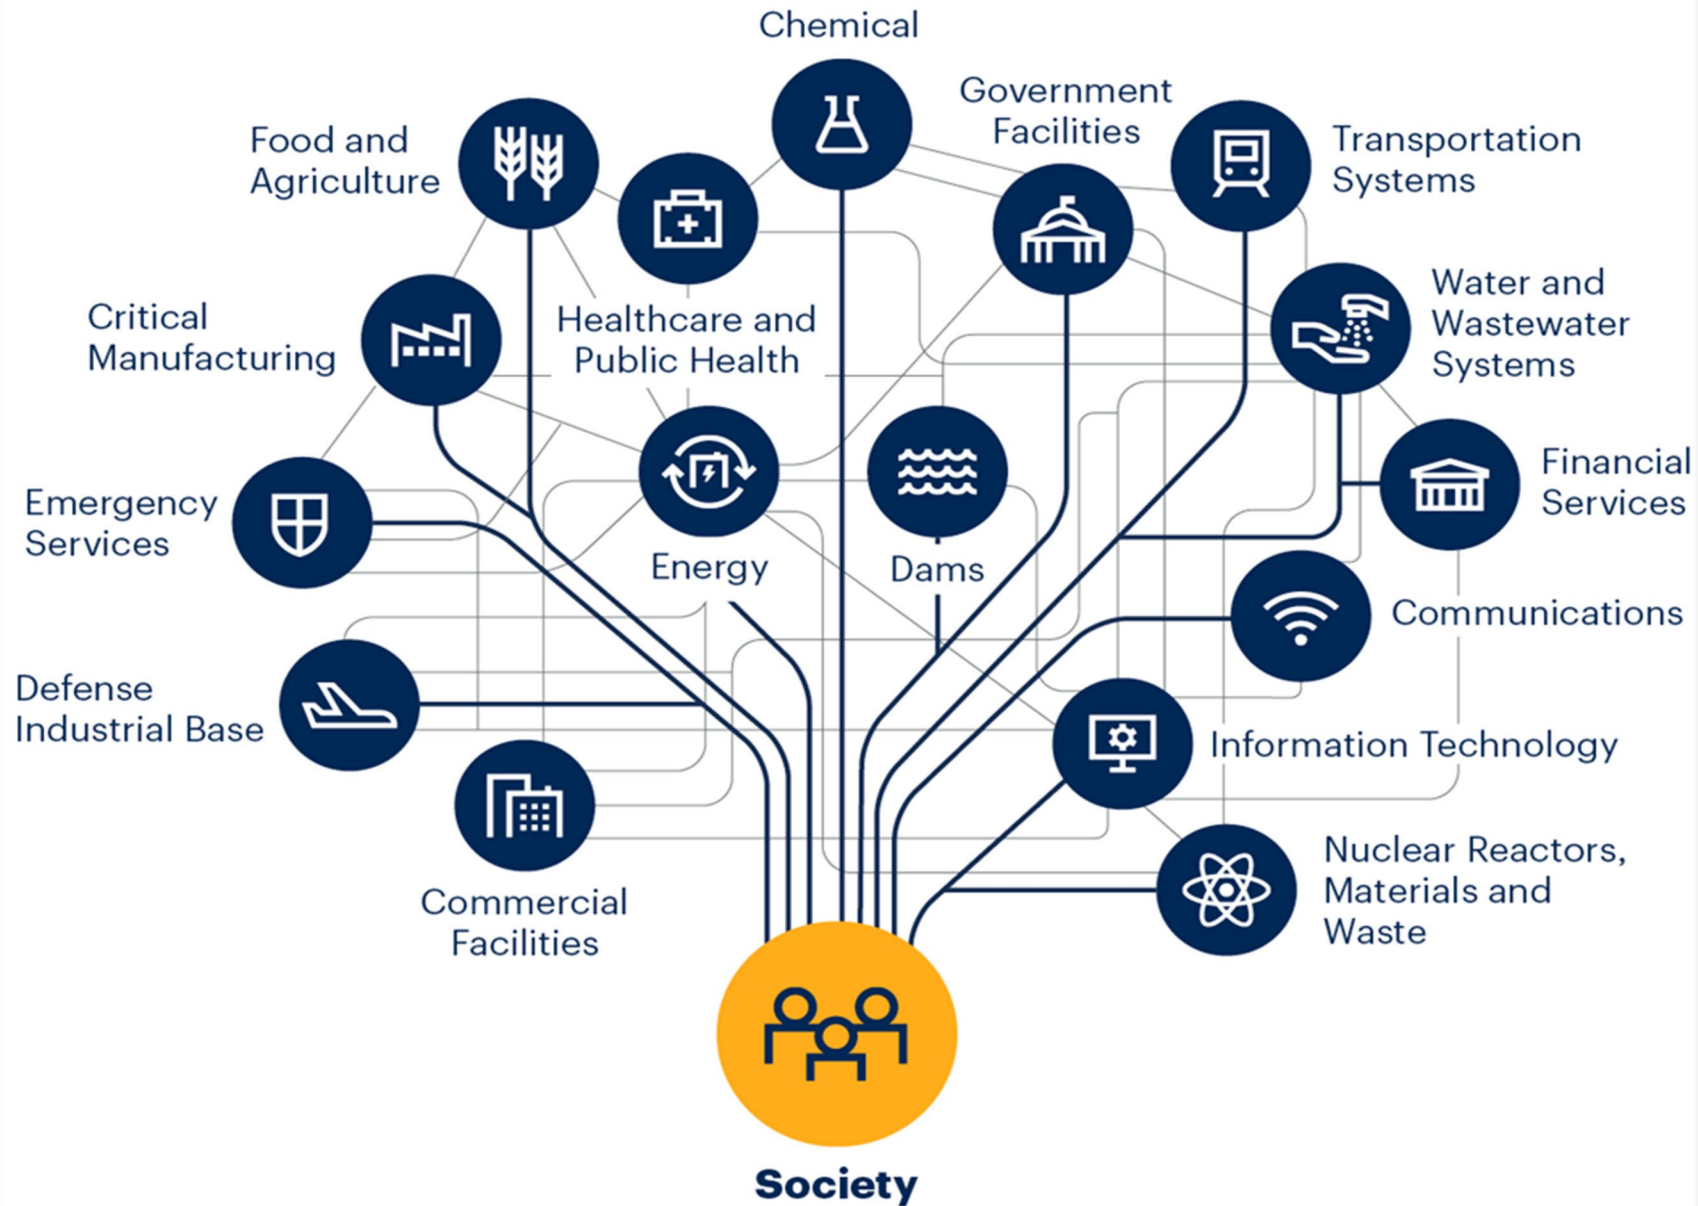 Chemical
Government
Facilities
Food and
Agriculture
Transportation
Systems
Water and
Wastewater
Systems
Critical
Manufacturing
Healthcare and
Public Health
Financial
Services
Emergency
Services
Energy
Dams
Communications
Defense
Industrial Base
Information Technology
Nuclear Reactors,
Materials and
Waste
Commercial
Facilities
Society